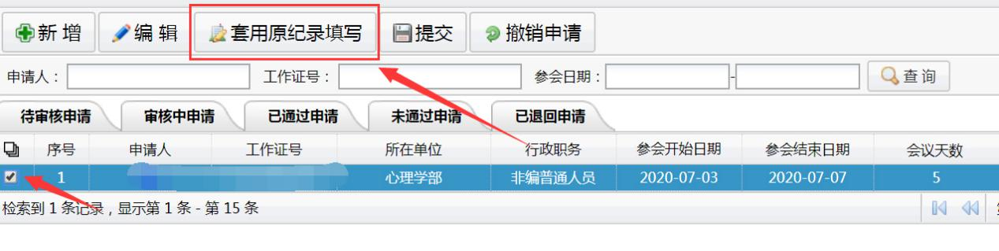 新 增 编 辑 套用原纪录填写 提交 撤销申请
申请人： 工作证号： 参会日期： - 查 询
待审核申请 审核中申请 已通过申请 未通过申请 已退回申请
序号 申请人 工作证号 所在单位 行政职务 参会开始日期 参会结束日期 会议天数
1 心理学部 非编普通人员 2020-07-03 2020-07-07 5
检索到 1 条记录，显示第 1 条 - 第 15 条